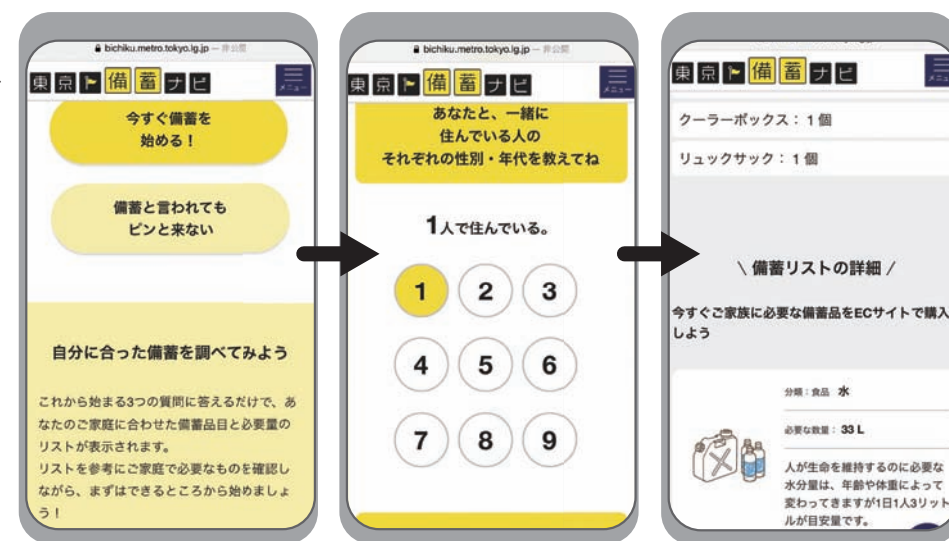 bichiku.metro.tokyo.lg.jp — 非公開
東京備蓄ナビ
メニュー
今すぐ備蓄を
始める！
備蓄と言われても
ピンと来ない
自分に合った備蓄を調べてみよう
これから始まる3つの質問に答えるだけで、あ
なたのご家庭に合わせた備蓄品目と必要量の
リストが表示されます。
リストを参考にご家庭で必要なものを確認し
ながら、まずはできるところから始めましょ
う！
bichiku.metro.tokyo.lg.jp — 非公開
東京備蓄ナビ
メニュー
あなたと、一緒に
住んでいる人の
それぞれの性別・年代を教えてね
1人で住んでいる。
1 2 3
4 5 6
7 8 9
東京備蓄ナビ
クーラーボックス：1個
リュックサック：1個
\ 備蓄リストの詳細 /
今すぐご家族に必要な備蓄品をECサイトで購入
しよう
分類：食品 水
必要な数量：33 L
人が生命を維持するのに必要な
水分量は、年齢や体重によって
変わってきますが1日1人3リット
ルが目安量です。